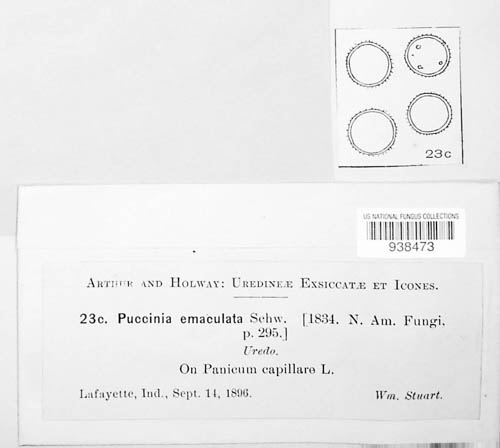 23c
US NATIONAL FUNGUS COLLECTIONS
938473
ARTHUR AND HOLWAY: UREDINEÆ EXSICCATÆ ET ICONES.
23c. Puccinia emaculata Schw. [1834. N. Am. Fungi,
p. 295.]
Uredo.
On Panicum capillare L.
Lafayette, Ind., Sept. 14, 1896. Wm. Stuart.